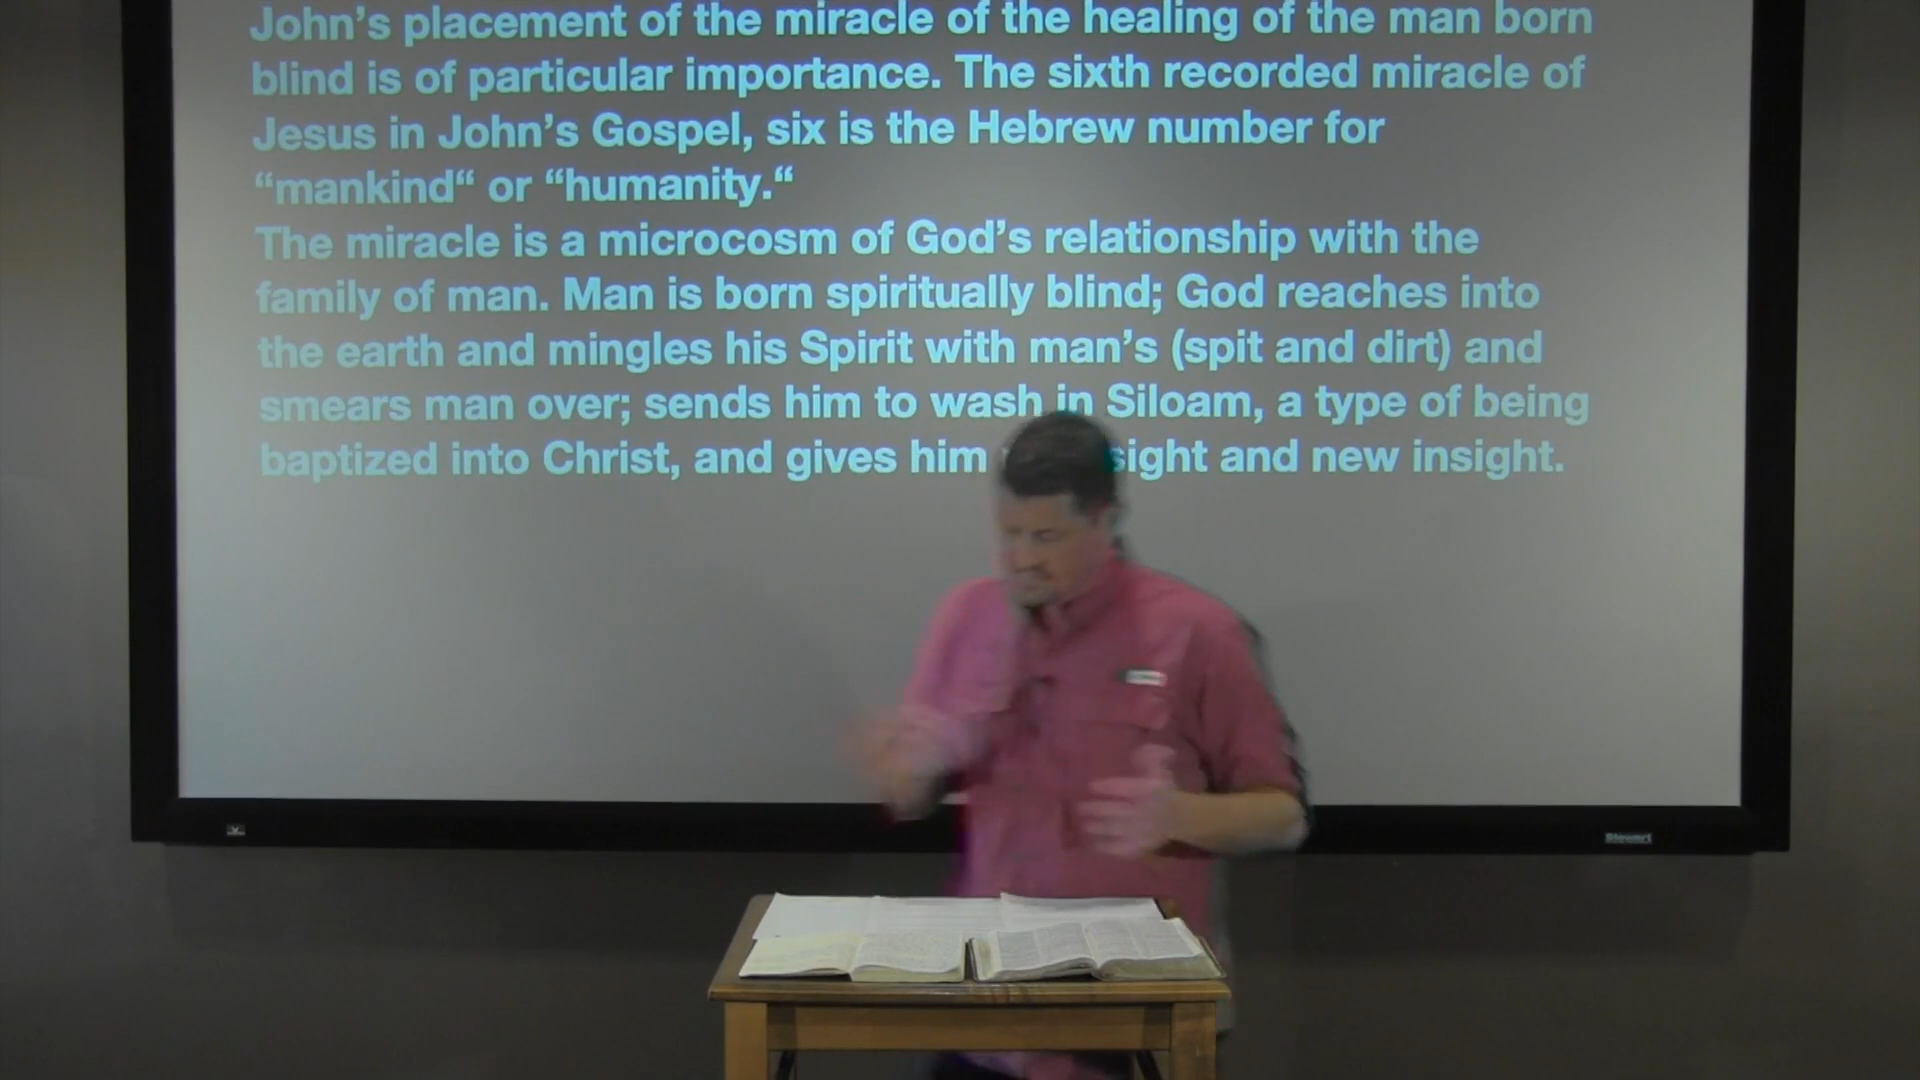 John's placement of the miracle of the healing of the man born
blind is of particular importance. The sixth recorded miracle of
Jesus in John's Gospel, six is the Hebrew number for
“mankind“ or “humanity.“
The miracle is a microcosm of God's relationship with the
family of man. Man is born spiritually blind; God reaches into
the earth and mingles his Spirit with man's (spit and dirt) and
smears man over; sends him to wash in Siloam, a type of being
baptized into Christ, and gives him sight and new insight.
Stewart